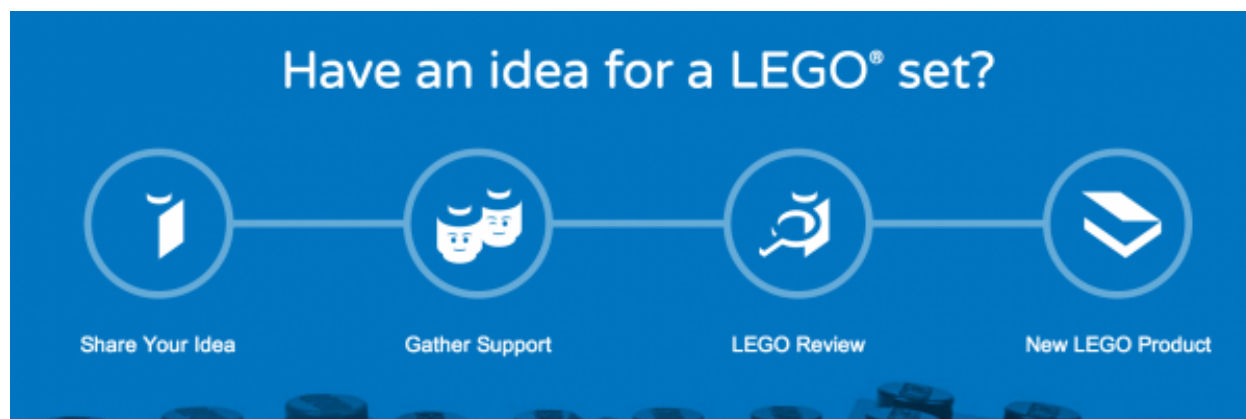 Have an idea for a LEGO® set?
Share Your Idea
Gather Support
LEGO Review
New LEGO Product